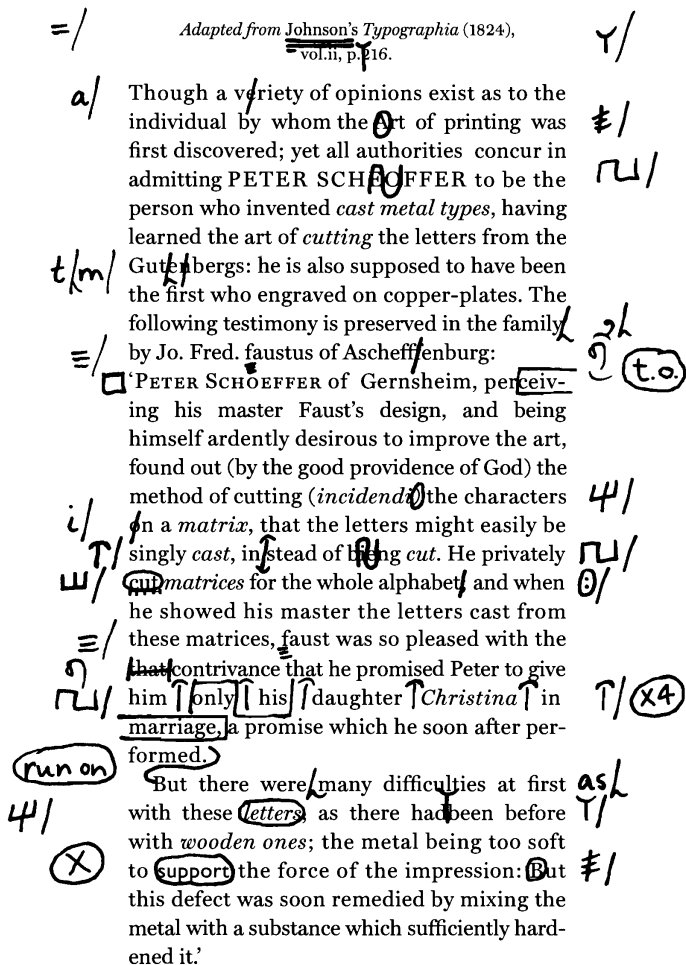 Adapted from Johnson's Typographia (1824),
vol.ii, p.216.
Though a veriety of opinions exist as to the
individual by whom the Art of printing was
first discovered; yet all authorities concur in
admitting PETER SCHEOFFER to be the
person who invented cast metal types, having
learned the art of cutting the letters from the
Gutenbergs: he is also supposed to have been
the first who engraved on copper-plates. The
following testimony is preserved in the family
by Jo. Fred. faustus of Ascheffenburg:
'PETER SCHOEFFER of Gernsheim, perceiv-
ing his master Faust's design, and being
himself ardently desirous to improve the art,
found out (by the good providence of God) the
method of cutting (incidendi) the characters
on a matrix, that the letters might easily be
singly cast, instead of bieng cut. He privately
cut matrices for the whole alphabet, and when
he showed his master the letters cast from
these matrices, faust was so pleased with the
that contrivance that he promised Peter to give
him only his daughter Christina in
marriage, a promise which he soon after per-
formed.
But there were many difficulties at first
with these letters, as there had been before
with wooden ones; the metal being too soft
to support the force of the impression: But
this defect was soon remedied by mixing the
metal with a substance which sufficiently hard-
ened it.'
a/
t/m/
i/
run on
X
t.o.
X4
as